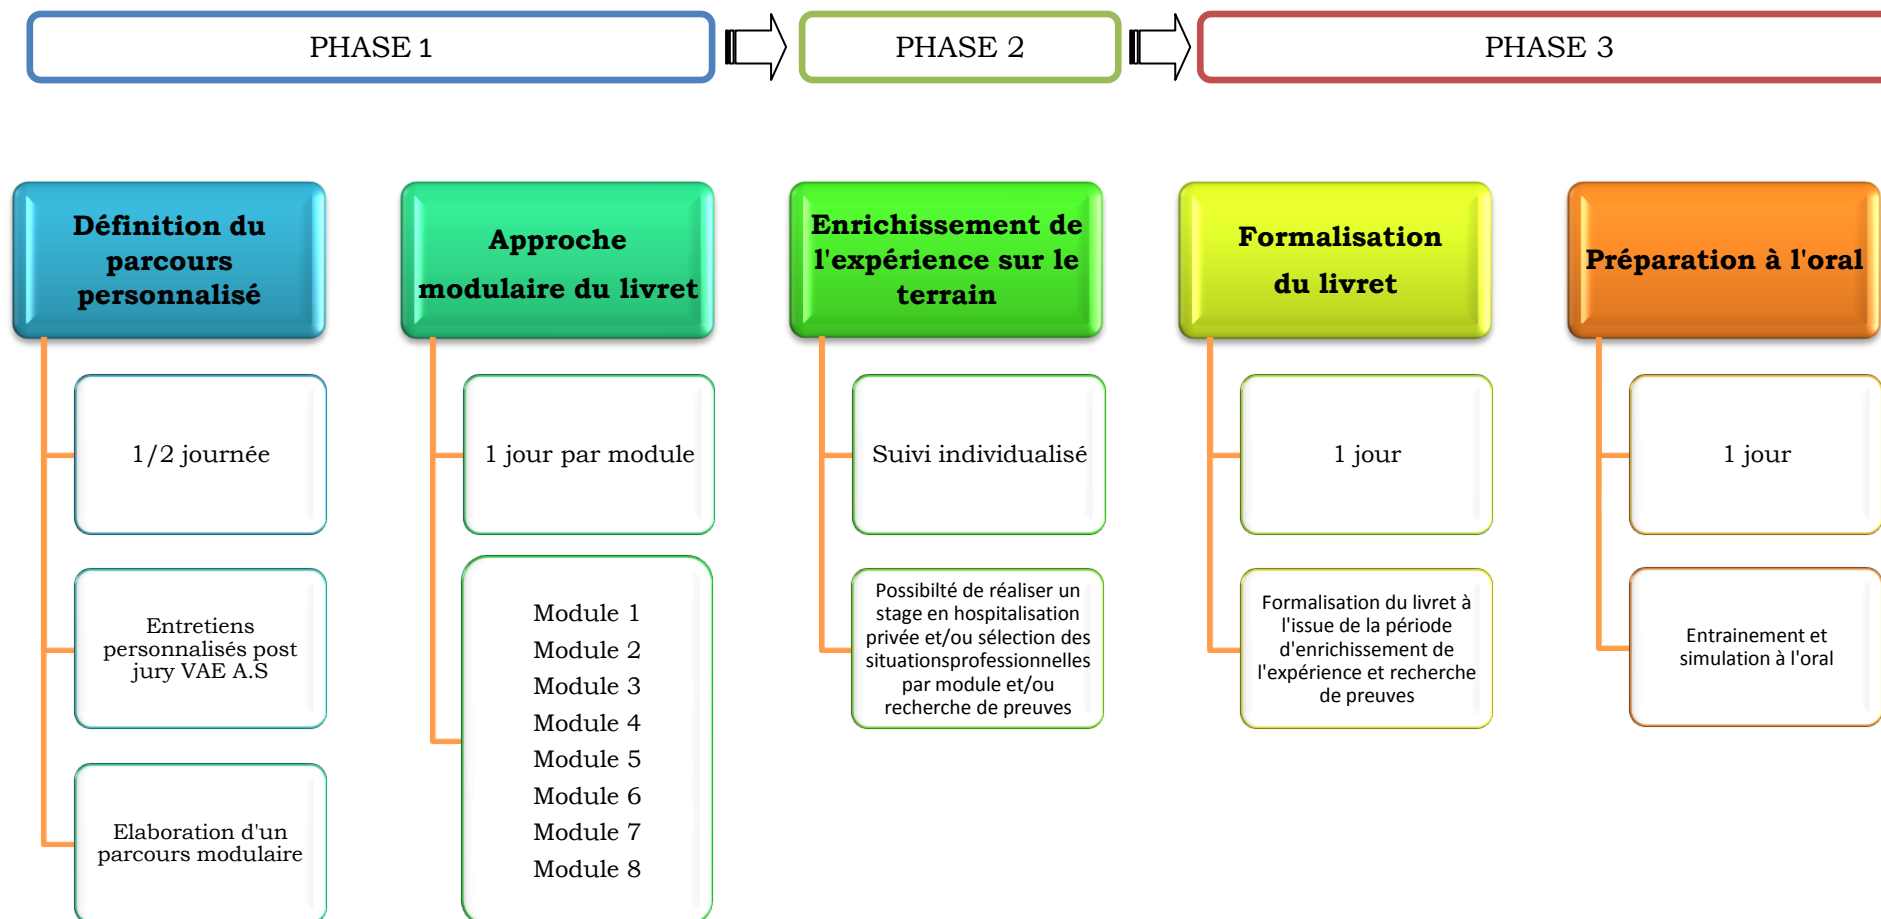 PHASE 1
PHASE 2
PHASE 3
Définition du
parcours
personnalisé
1/2 journée
Entretiens
personnalisés post
jury VAE A.S
Elaboration d'un
parcours modulaire
Approche
modulaire du livret
1 jour par module
Module 1
Module 2
Module 3
Module 4
Module 5
Module 6
Module 7
Module 8
Enrichissement de
l'expérience sur le
terrain
Suivi individualisé
Possibilté de réaliser un
stage en hospitalisation
privée et/ou sélection des
situationsprofessionnelles
par module et/ou
recherche de preuves
Formalisation
du livret
1 jour
Formalisation du livret à
l'issue de la période
d'enrichissement de
l'expérience et recherche
de preuves
Préparation à l'oral
1 jour
Entrainement et
simulation à l'oral